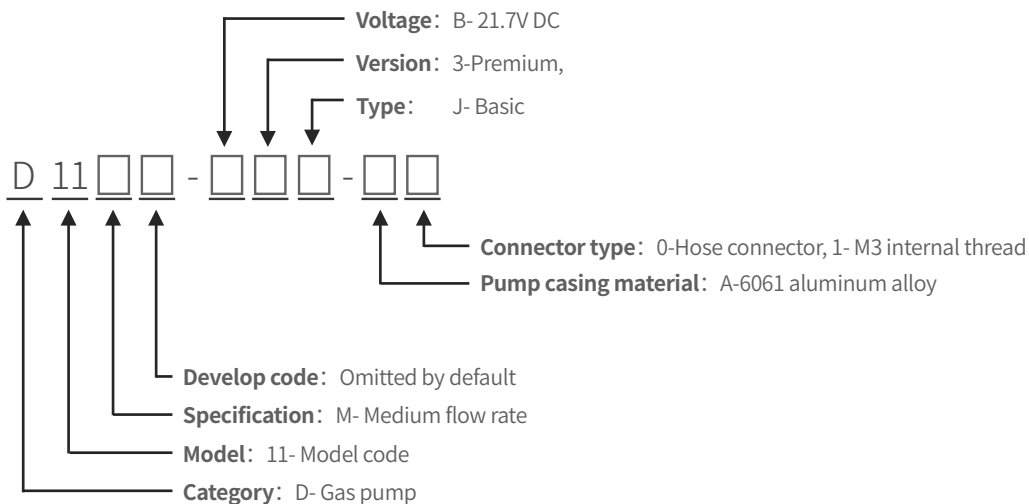 Voltage： B- 21.7V DC
Version： 3-Premium,
Type： J- Basic
D 11□□ - □□□ - □□
Connector type： 0-Hose connector, 1- M3 internal thread
Pump casing material： A-6061 aluminum alloy
Develop code： Omitted by default
Specification： M- Medium flow rate
Model： 11- Model code
Category： D- Gas pump